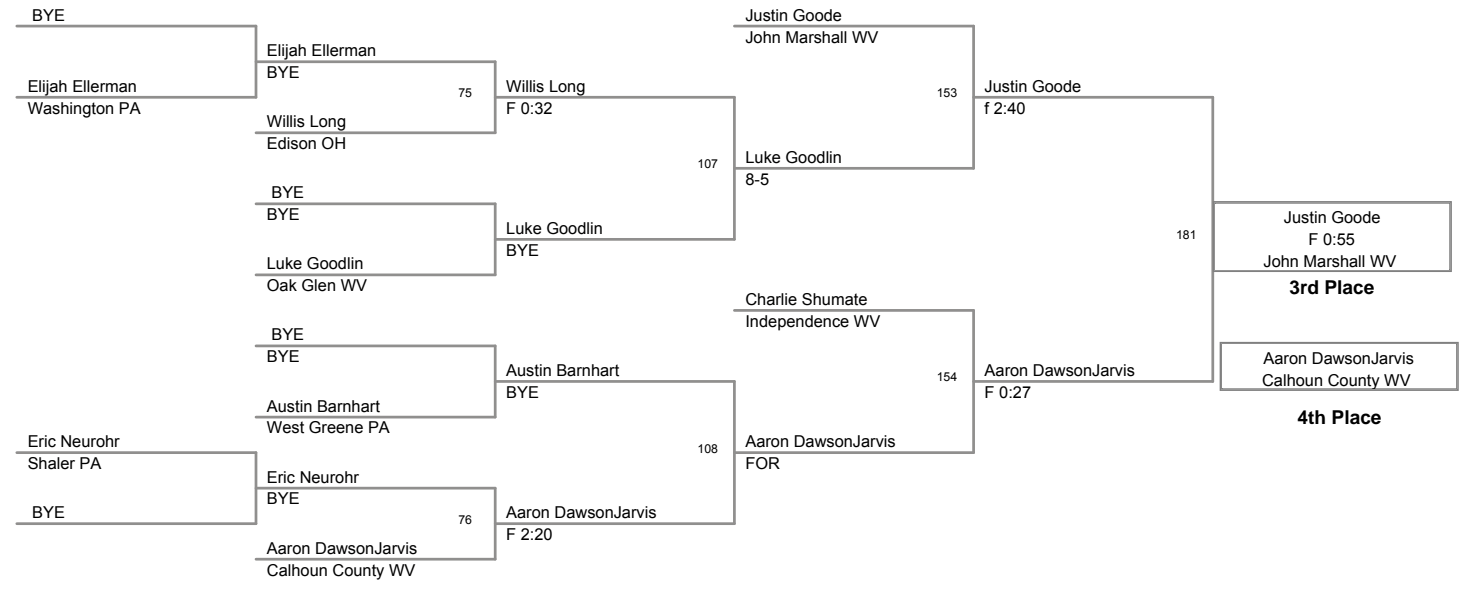 BYE
Elijah Ellerman
Washington PA
Eric Neurohr
Shaler PA
BYE
Elijah Ellerman
BYE
75
Willis Long
Edison OH
BYE
BYE
Luke Goodlin
Oak Glen WV
BYE
BYE
Austin Barnhart
West Greene PA
Eric Neurohr
BYE
76
Aaron DawsonJarvis
Calhoun County WV
Willis Long
F 0:32
107
Luke Goodlin
BYE
Austin Barnhart
BYE
108
Aaron DawsonJarvis
F 2:20
Justin Goode
John Marshall WV
153
Luke Goodlin
8-5
Charlie Shumate
Independence WV
154
Aaron DawsonJarvis
FOR
Justin Goode
f 2:40
181
Aaron DawsonJarvis
F 0:27
Justin Goode
F 0:55
John Marshall WV
3rd Place
Aaron DawsonJarvis
Calhoun County WV
4th Place